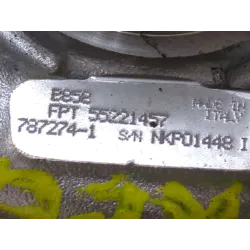 B858
FPT 55221457
787274-1 S/N NKP01448 I
MADE IN
ITALY